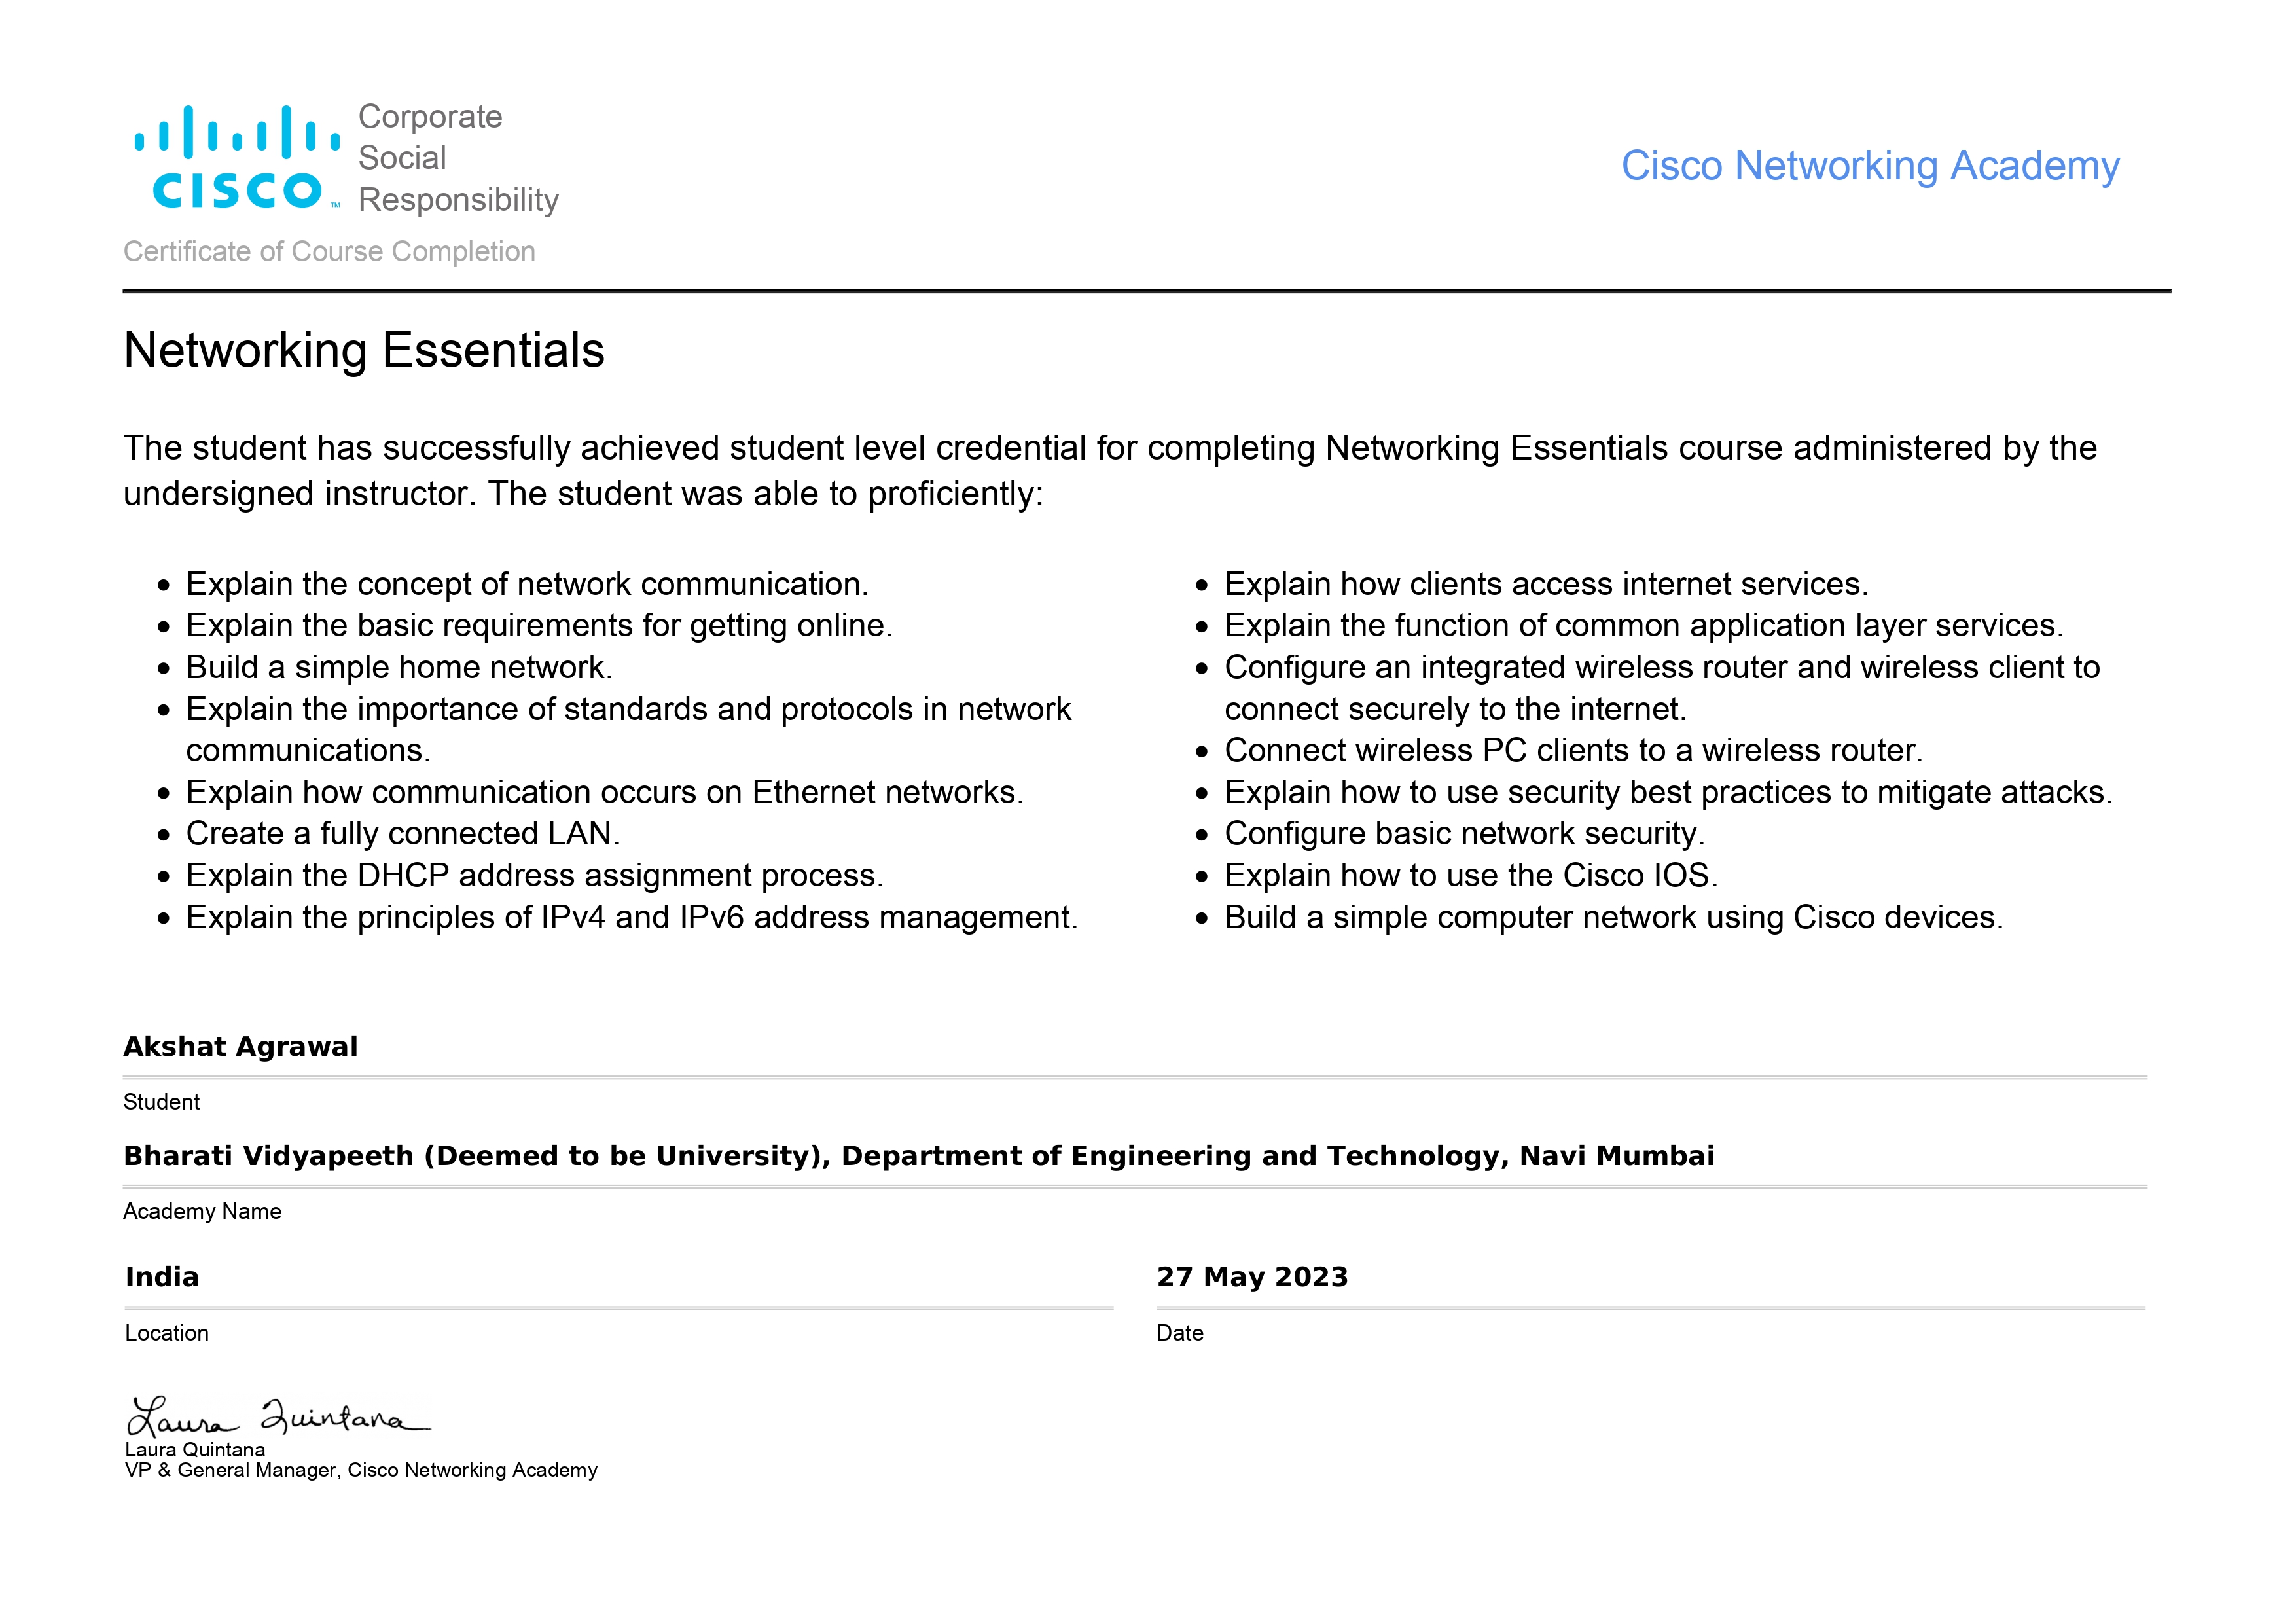 Corporate
Social
Responsibility
CISCO™
Cisco Networking Academy
Certificate of Course Completion
Networking Essentials
The student has successfully achieved student level credential for completing Networking Essentials course administered by the
undersigned instructor. The student was able to proficiently:
• Explain the concept of network communication.
• Explain the basic requirements for getting online.
• Build a simple home network.
• Explain the importance of standards and protocols in network
communications.
• Explain how communication occurs on Ethernet networks.
• Create a fully connected LAN.
• Explain the DHCP address assignment process.
• Explain the principles of IPv4 and IPv6 address management.
• Explain how clients access internet services.
• Explain the function of common application layer services.
• Configure an integrated wireless router and wireless client to
connect securely to the internet.
• Connect wireless PC clients to a wireless router.
• Explain how to use security best practices to mitigate attacks.
• Configure basic network security.
• Explain how to use the Cisco IOS.
• Build a simple computer network using Cisco devices.
Akshat Agrawal
Student
Bharati Vidyapeeth (Deemed to be University), Department of Engineering and Technology, Navi Mumbai
Academy Name
India
Location
27 May 2023
Date
Laura Quintana
Laura Quintana
VP & General Manager, Cisco Networking Academy